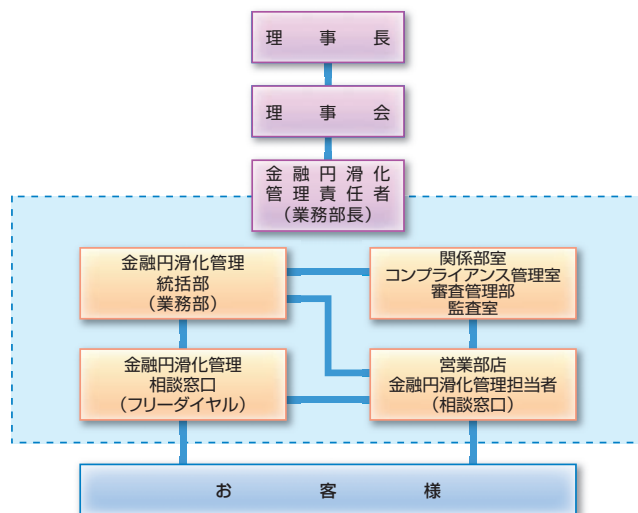 理事長
理事会
金融円滑化
管理責任者
（業務部長）
金融円滑化管理
統括部
（業務部）
関係部室
コンプライアンス管理室
審査管理部
監査室
金融円滑化管理
相談窓口
（フリーダイヤル）
営業部店
金融円滑化管理担当者
（相談窓口）
お客様